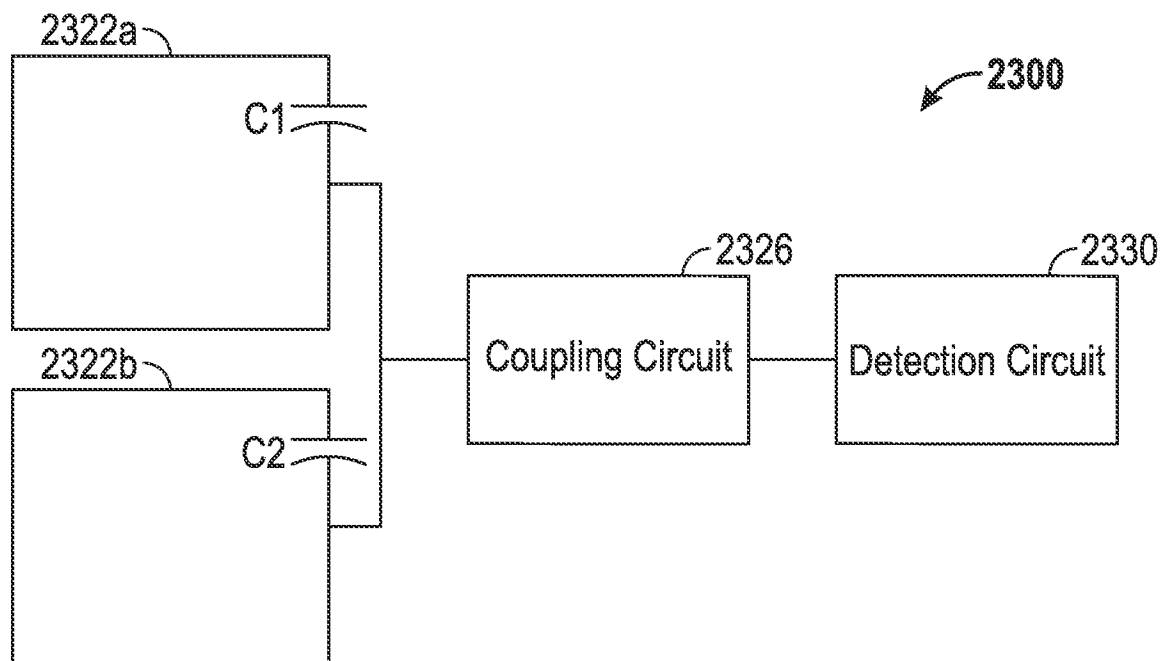 2322a
2300
C1
2326
2330
Coupling Circuit
Detection Circuit
2322b
C2